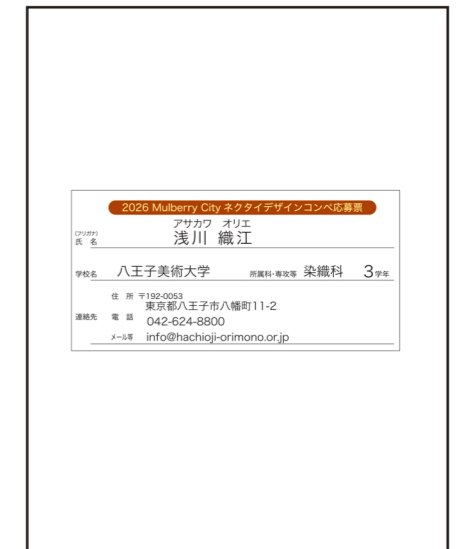 2026 Mulberry City ネクタイデザインコンペ応募票
アサカワ オリエ
(フリガナ)
氏 名 浅川 織江
学校名 八王子美術大学 所属科・専攻等 染織科 3学年
住 所 〒192-0053
東京都八王子市八幡町11-2
連絡先 電 話 042-624-8800
メール等 info@hachioji-orimono.or.jp